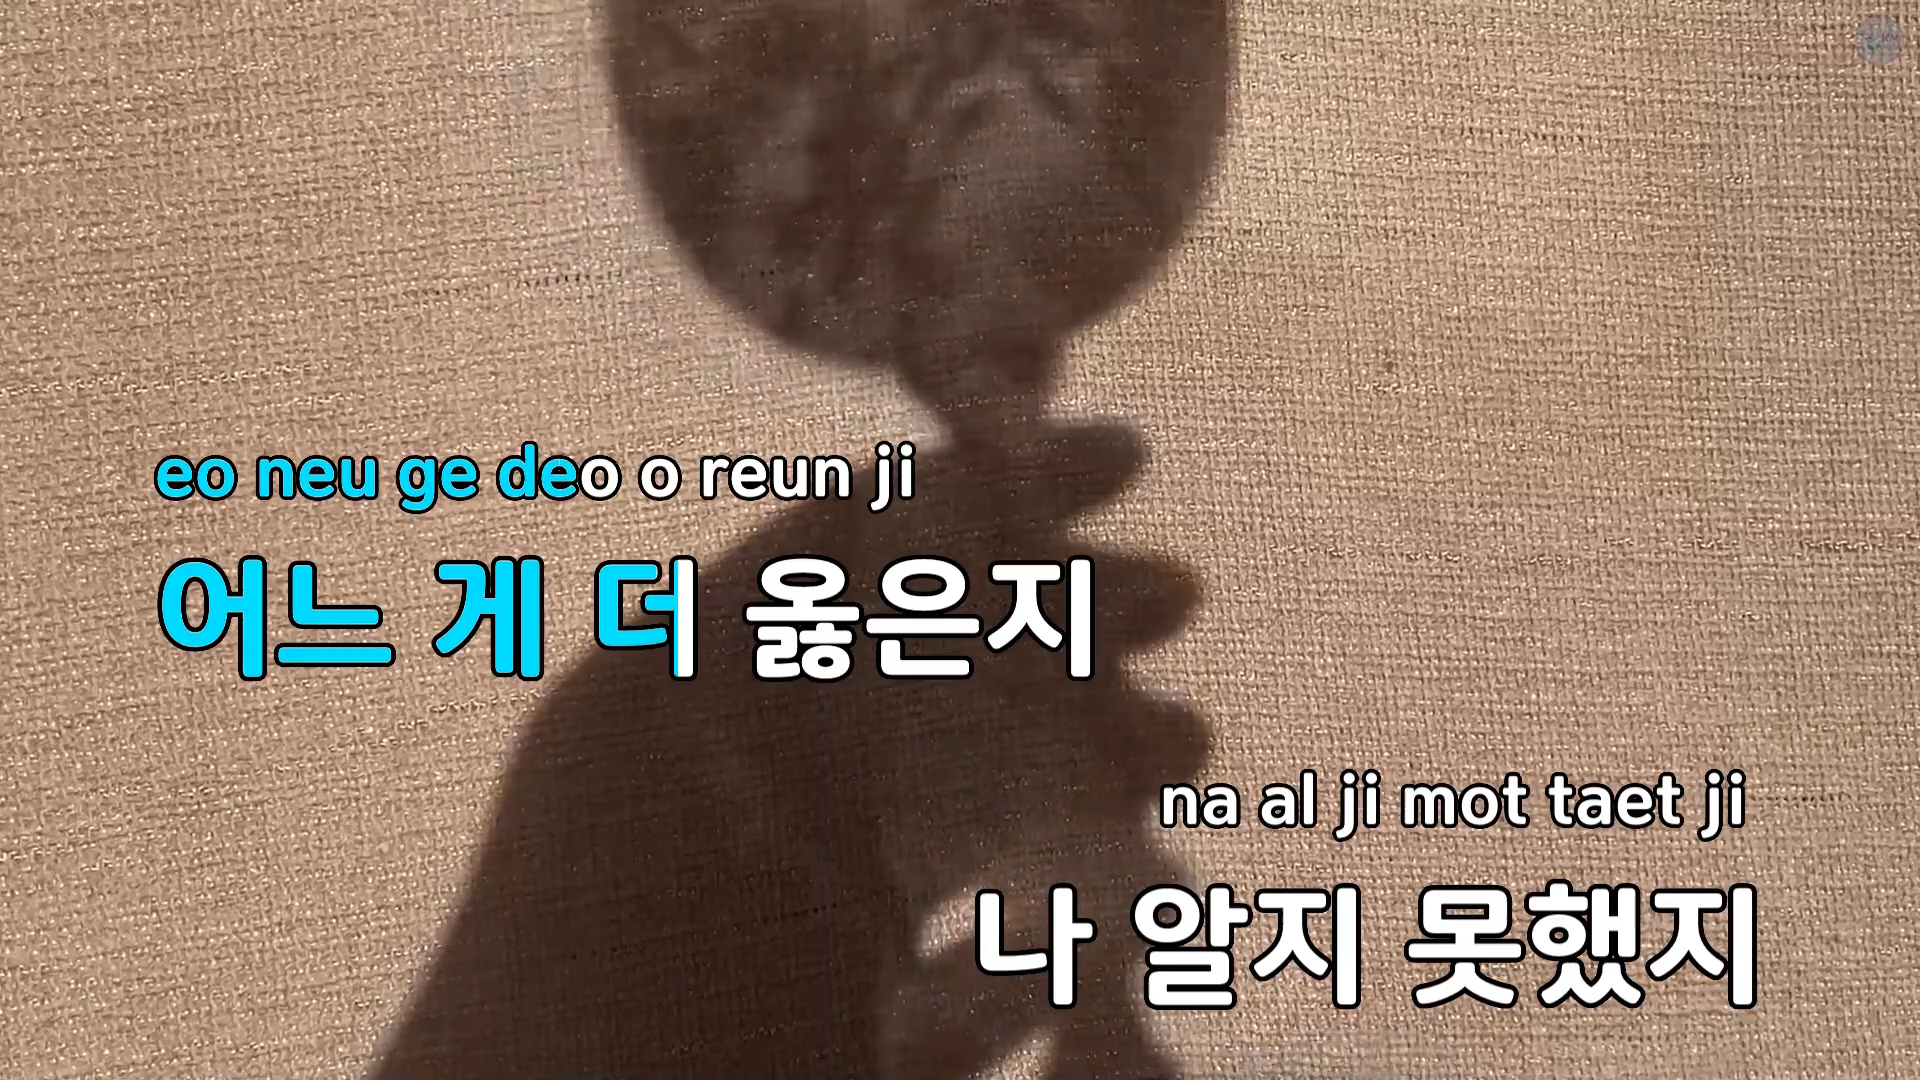 eo neu ge deo o reun ji
어느 게 더 옳은지
na al ji mot taet ji
나 알지 못했지